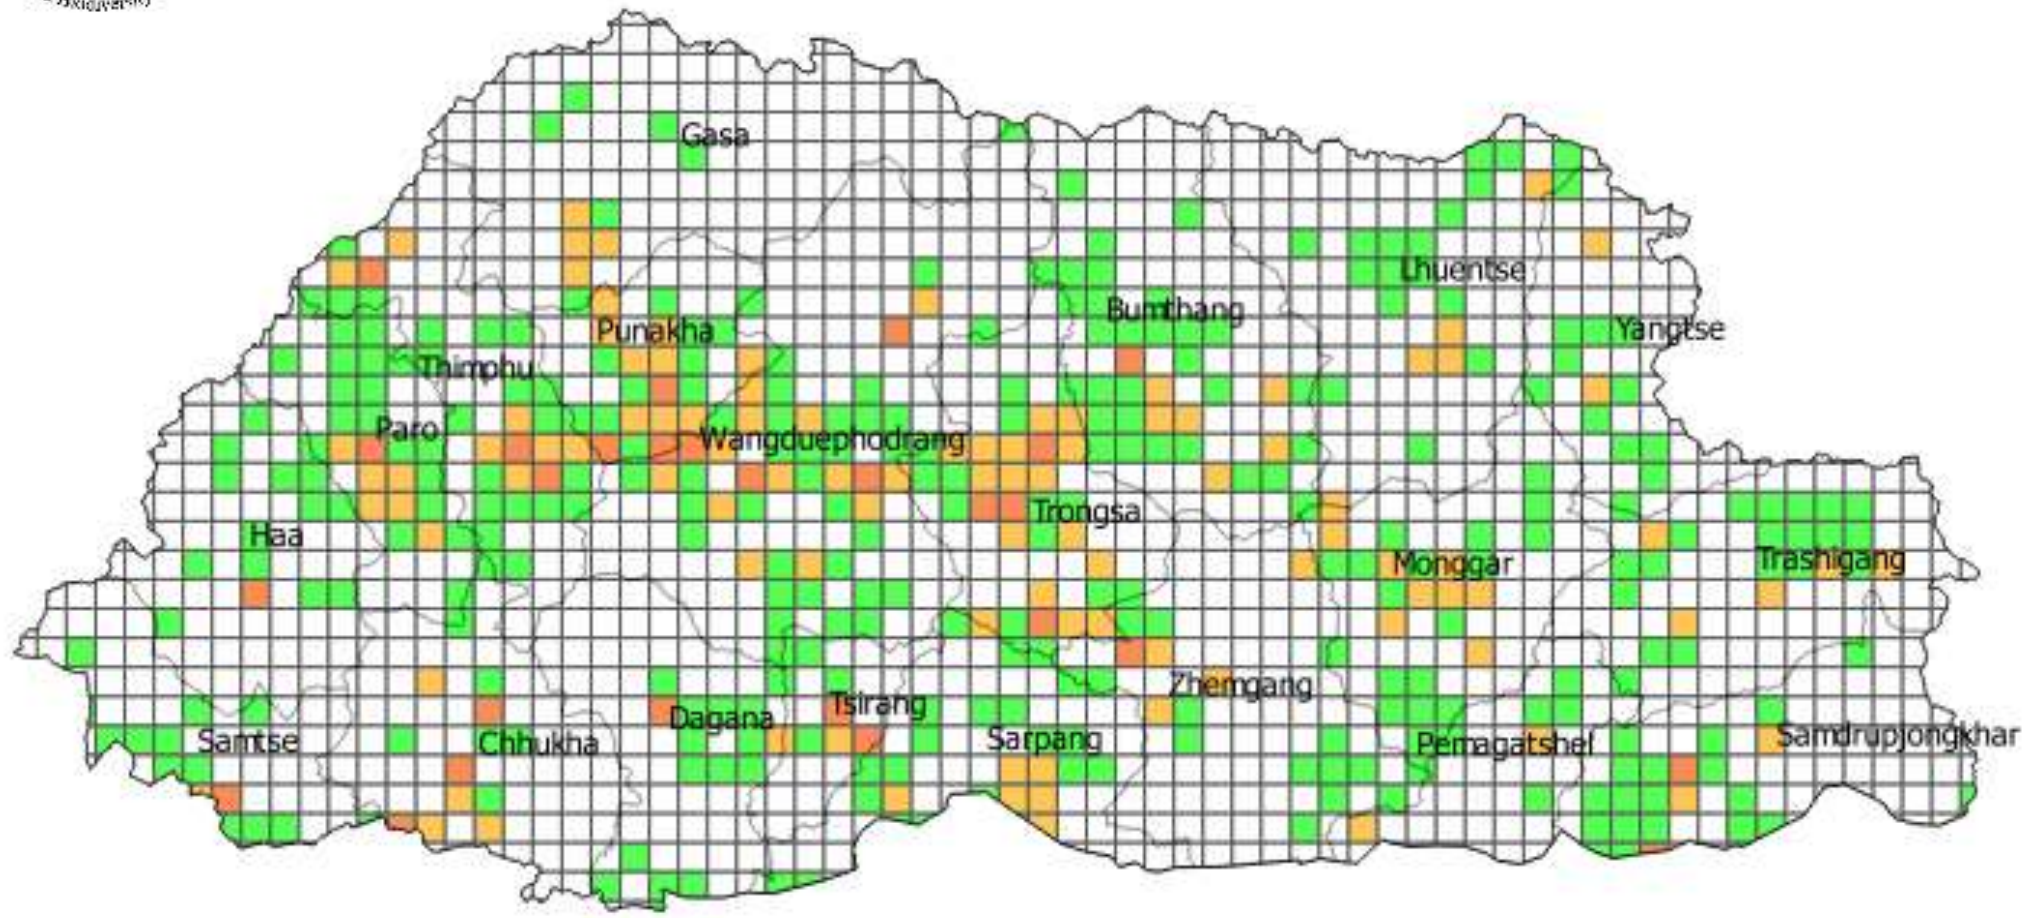 Gasa
Lhuentse
Bumthang
Punakha
Yangtse
Thimphu
Paro
Wangduephodrang
Trongsa
Haa
Monggar
Trashigang
Zhemgang
Tsirang
Dagana
Samtse
Chhukha
Sarpang
Pemagatshel
Samdrupjongkhar